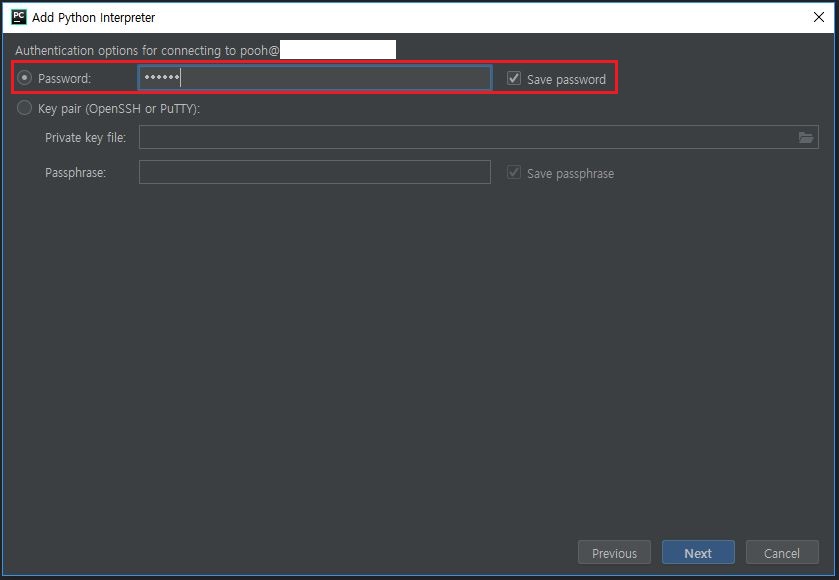 PC Add Python Interpreter
Authentication options for connecting to pooh@
Password: •••••• Save password
Key pair (OpenSSH or PuTTY):
Private key file:
Passphrase: Save passphrase
Previous Next Cancel